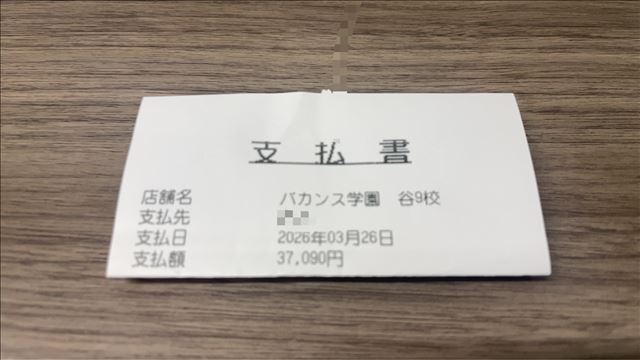 支払書
店舗名 バカンス学園 谷9校
支払先
支払日 2026年03月26日
支払額 37,090円